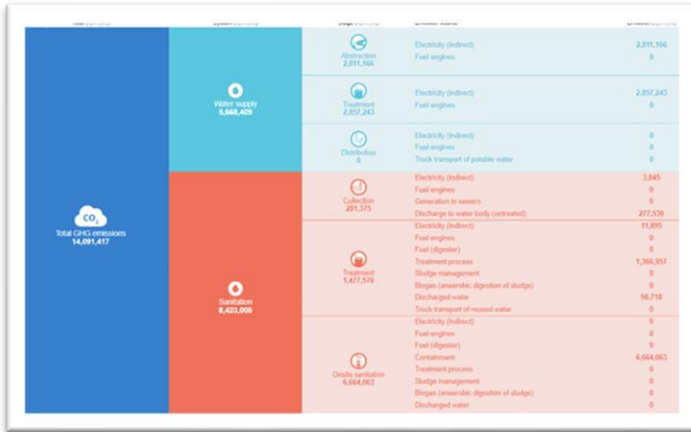 Electricity (indirect) 2,811,166
Abstraction
2,811,166
Fuel engines 0
Electricity (indirect) 2,857,243
Treatment
2,857,243
Fuel engines 0
Water supply
5,668,409
Electricity (indirect) 0
Distribution
0
Fuel engines 0
Truck transport of potable water 0
Electricity (indirect) 3,845
Collection
281,375
Fuel engines 0
Generation in sewers 0
Discharge to water body (untreated) 277,530
CO2
Total GHG emissions
14,091,417
Electricity (indirect) 11,895
Fuel engines 0
Fuel (digester) 0
Treatment process 1,366,957
Treatment
1,477,570
Sludge management 0
Biogas (anaerobic digestion of sludge) 0
Discharged water 98,718
Truck transport of reused water 0
Sanitation
8,423,008
Electricity (indirect) 0
Fuel engines 0
Fuel (digester) 0
Containment 6,664,063
Onsite sanitation
6,664,063
Treatment process 0
Sludge management 0
Biogas (anaerobic digestion of sludge) 0
Discharged water 0